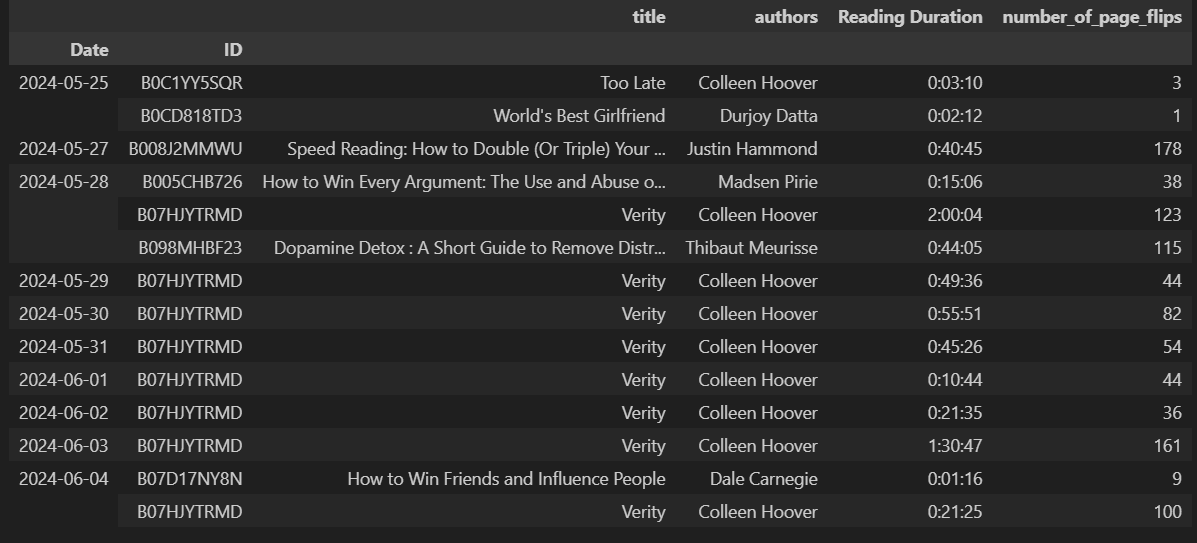 title authors Reading Duration number_of_page_flips
Date ID
2024-05-25 B0C1YY5SQR Too Late Colleen Hoover 0:03:10 3
B0CD818TD3 World's Best Girlfriend Durjoy Datta 0:02:12 1
2024-05-27 B008J2MMWU Speed Reading: How to Double (Or Triple) Your ... Justin Hammond 0:40:45 178
2024-05-28 B005CHB726 How to Win Every Argument: The Use and Abuse o... Madsen Pirie 0:15:06 38
B07HJYTRMD Verity Colleen Hoover 2:00:04 123
B098MHBF23 Dopamine Detox : A Short Guide to Remove Distr... Thibaut Meurisse 0:44:05 115
2024-05-29 B07HJYTRMD Verity Colleen Hoover 0:49:36 44
2024-05-30 B07HJYTRMD Verity Colleen Hoover 0:55:51 82
2024-05-31 B07HJYTRMD Verity Colleen Hoover 0:45:26 54
2024-06-01 B07HJYTRMD Verity Colleen Hoover 0:10:44 44
2024-06-02 B07HJYTRMD Verity Colleen Hoover 0:21:35 36
2024-06-03 B07HJYTRMD Verity Colleen Hoover 1:30:47 161
2024-06-04 B07D17NY8N How to Win Friends and Influence People Dale Carnegie 0:01:16 9
B07HJYTRMD Verity Colleen Hoover 0:21:25 100